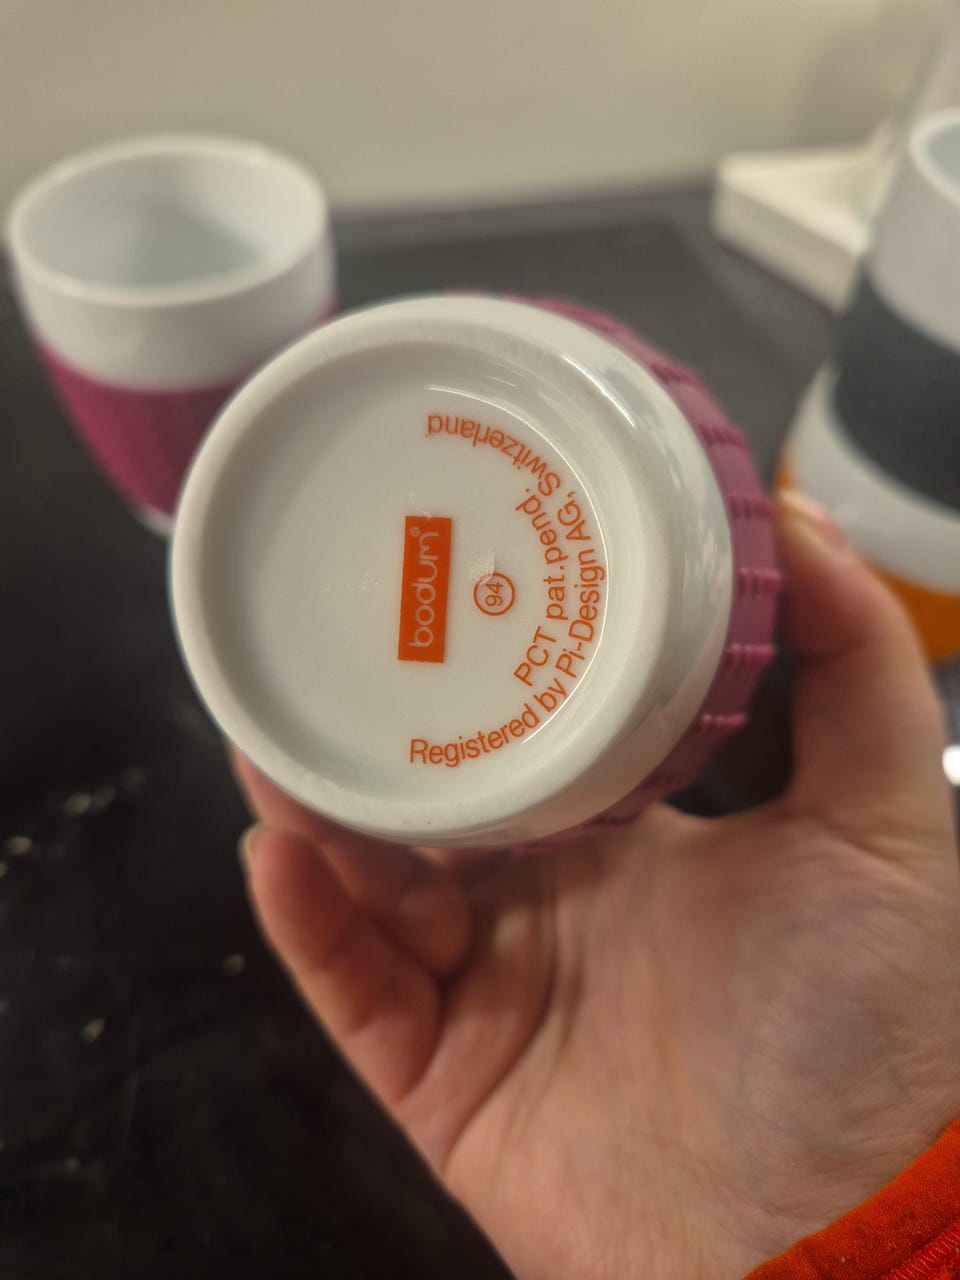 bodum®
94
PCT pat.pend.
Registered by Pi-Design AG, Switzerland